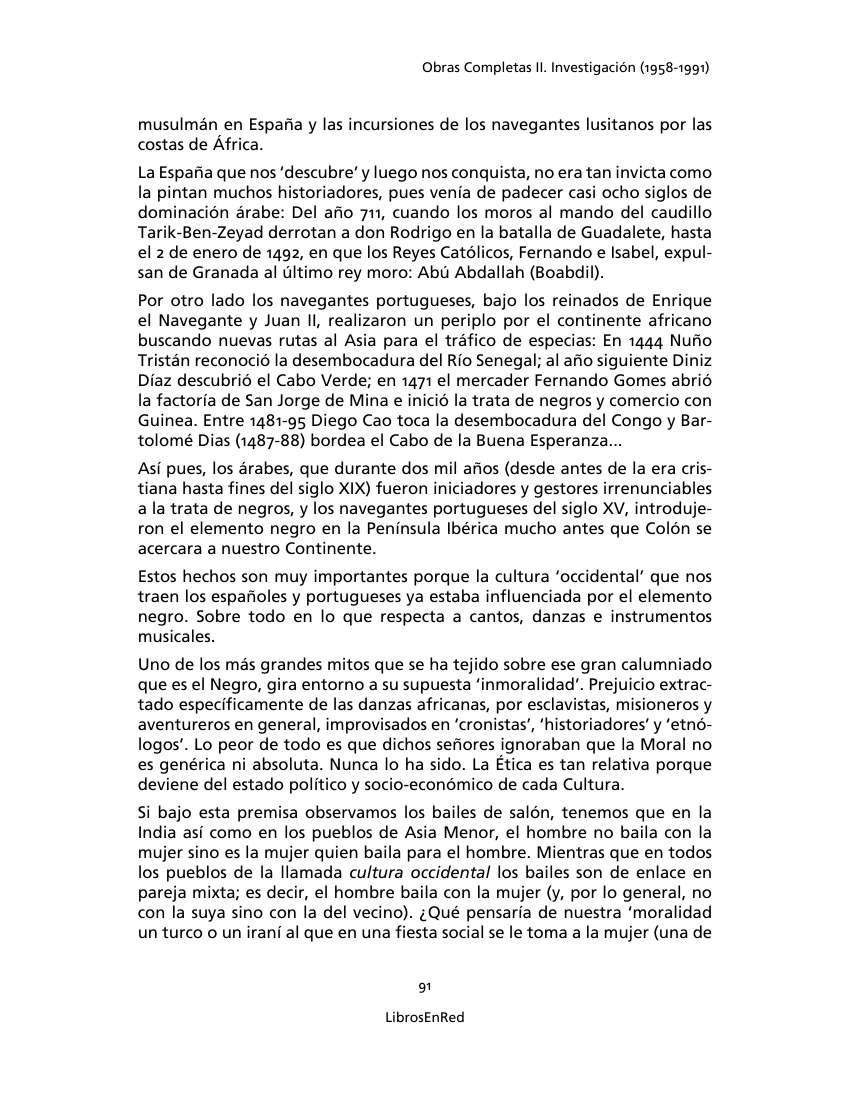 Obras Completas II. Investigación (1958-1991)
musulmán en España y las incursiones de los navegantes lusitanos por las
costas de África.
La España que nos ‘descubre’ y luego nos conquista, no era tan invicta como
la pintan muchos historiadores, pues venía de padecer casi ocho siglos de
dominación árabe: Del año 711, cuando los moros al mando del caudillo
Tarik-Ben-Zeyad derrotan a don Rodrigo en la batalla de Guadalete, hasta
el 2 de enero de 1492, en que los Reyes Católicos, Fernando e Isabel, expul-
san de Granada al último rey moro: Abú Abdallah (Boabdil).
Por otro lado los navegantes portugueses, bajo los reinados de Enrique
el Navegante y Juan II, realizaron un periplo por el continente africano
buscando nuevas rutas al Asia para el tráfico de especias: En 1444 Nuño
Tristán reconoció la desembocadura del Río Senegal; al año siguiente Diniz
Díaz descubrió el Cabo Verde; en 1471 el mercader Fernando Gomes abrió
la factoría de San Jorge de Mina e inició la trata de negros y comercio con
Guinea. Entre 1481-95 Diego Cao toca la desembocadura del Congo y Bar-
tolomé Dias (1487-88) bordea el Cabo de la Buena Esperanza...
Así pues, los árabes, que durante dos mil años (desde antes de la era cris-
tiana hasta fines del siglo XIX) fueron iniciadores y gestores irrenunciables
a la trata de negros, y los navegantes portugueses del siglo XV, introduje-
ron el elemento negro en la Península Ibérica mucho antes que Colón se
acercara a nuestro Continente.
Estos hechos son muy importantes porque la cultura ‘occidental’ que nos
traen los españoles y portugueses ya estaba influenciada por el elemento
negro. Sobre todo en lo que respecta a cantos, danzas e instrumentos
musicales.
Uno de los más grandes mitos que se ha tejido sobre ese gran calumniado
que es el Negro, gira entorno a su supuesta ‘inmoralidad’. Prejuicio extrac-
tado específicamente de las danzas africanas, por esclavistas, misioneros y
aventureros en general, improvisados en ‘cronistas’, ‘historiadores’ y ‘etnó-
logos’. Lo peor de todo es que dichos señores ignoraban que la Moral no
es genérica ni absoluta. Nunca lo ha sido. La Ética es tan relativa porque
deviene del estado político y socio-económico de cada Cultura.
Si bajo esta premisa observamos los bailes de salón, tenemos que en la
India así como en los pueblos de Asia Menor, el hombre no baila con la
mujer sino es la mujer quien baila para el hombre. Mientras que en todos
los pueblos de la llamada cultura occidental los bailes son de enlace en
pareja mixta; es decir, el hombre baila con la mujer (y, por lo general, no
con la suya sino con la del vecino). ¿Qué pensaría de nuestra ‘moralidad
un turco o un iraní al que en una fiesta social se le toma a la mujer (una de
91
LibrosEnRed